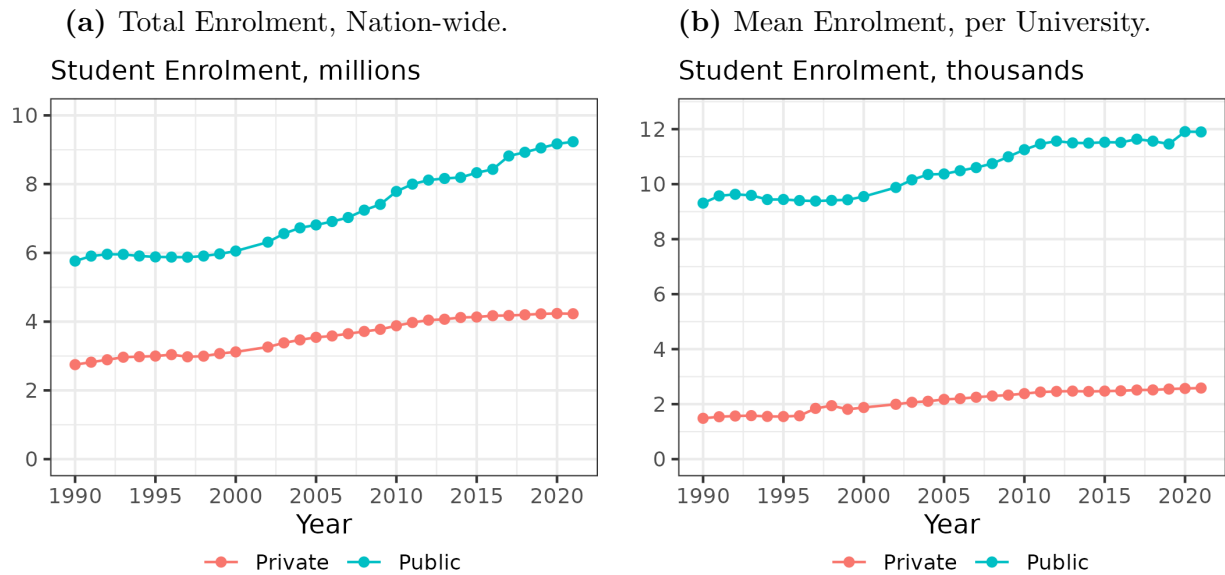 (a) Total Enrolment, Nation-wide.
Student Enrolment, millions
10
8
6
4
2
0
1990 1995 2000 2005 2010 2015 2020
Year
Private Public
(b) Mean Enrolment, per University.
Student Enrolment, thousands
12
10
8
6
4
2
0
1990 1995 2000 2005 2010 2015 2020
Year
Private Public